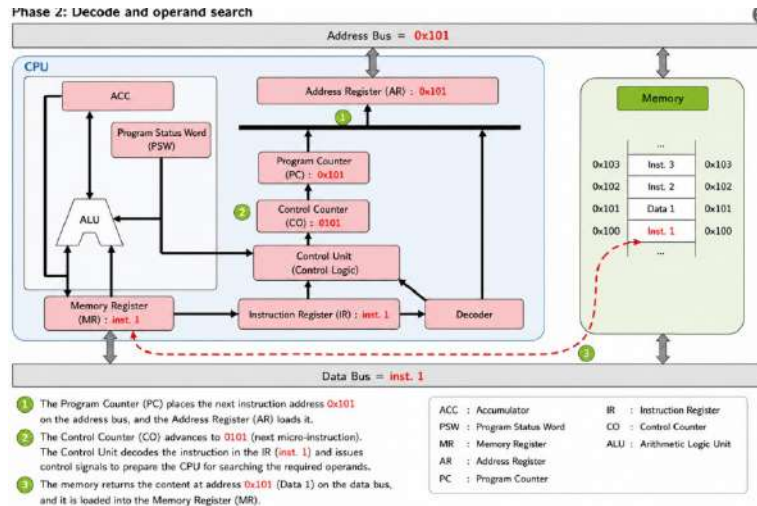 Phase 2: Decode and operand search
Address Bus = 0x101
CPU
ACC
Address Register (AR) : 0x101
1
Program Status Word
(PSW)
Program Counter
(PC) : 0x101
2
Control Counter
(CO) : 0101
ALU
Control Unit
(Control Logic)
Memory Register
(MR) : inst. 1
Instruction Register (IR) : inst. 1
Decoder
Memory
...
0x103 Inst. 3 0x103
0x102 Inst. 2 0x102
0x101 Data 1 0x101
0x100 Inst. 1 0x100
...
3
Data Bus = inst. 1
1 The Program Counter (PC) places the next instruction address 0x101
on the address bus, and the Address Register (AR) loads it.
2 The Control Counter (CO) advances to 0101 (next micro-instruction).
The Control Unit decodes the instruction in the IR (inst. 1) and issues
control signals to prepare the CPU for searching the required operands.
3 The memory returns the content at address 0x101 (Data 1) on the data bus,
and it is loaded into the Memory Register (MR).
ACC : Accumulator
PSW : Program Status Word
MR : Memory Register
AR : Address Register
PC : Program Counter
IR : Instruction Register
CO : Control Counter
ALU : Arithmetic Logic Unit